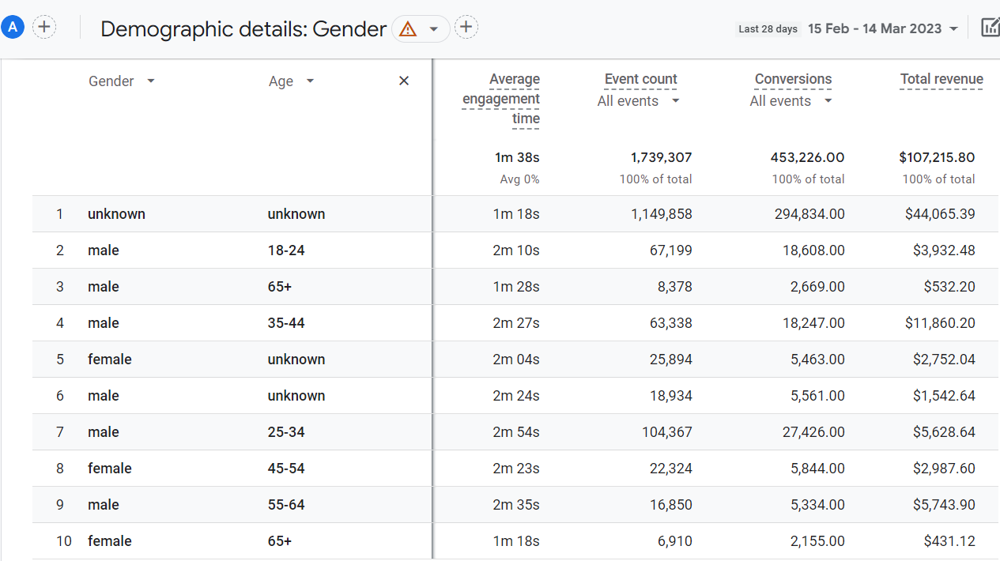 A
Demographic details: Gender
Last 28 days 15 Feb - 14 Mar 2023
Gender Age Average engagement time Event count Conversions Total revenue
All events All events
1m 38s 1,739,307 453,226.00 $107,215.80
Avg 0% 100% of total 100% of total 100% of total
1 unknown unknown 1m 18s 1,149,858 294,834.00 $44,065.39
2 male 18-24 2m 10s 67,199 18,608.00 $3,932.48
3 male 65+ 1m 28s 8,378 2,669.00 $532.20
4 male 35-44 2m 27s 63,338 18,247.00 $11,860.20
5 female unknown 2m 04s 25,894 5,463.00 $2,752.04
6 male unknown 2m 24s 18,934 5,561.00 $1,542.64
7 male 25-34 2m 54s 104,367 27,426.00 $5,628.64
8 female 45-54 2m 23s 22,324 5,844.00 $2,987.60
9 male 55-64 2m 35s 16,850 5,334.00 $5,743.90
10 female 65+ 1m 18s 6,910 2,155.00 $431.12